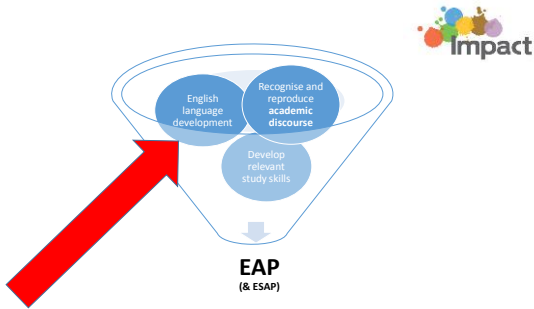 Impact
English
language
development
Recognise and
reproduce
academic
discourse
Develop
relevant
study skills
EAP
(& ESAP)